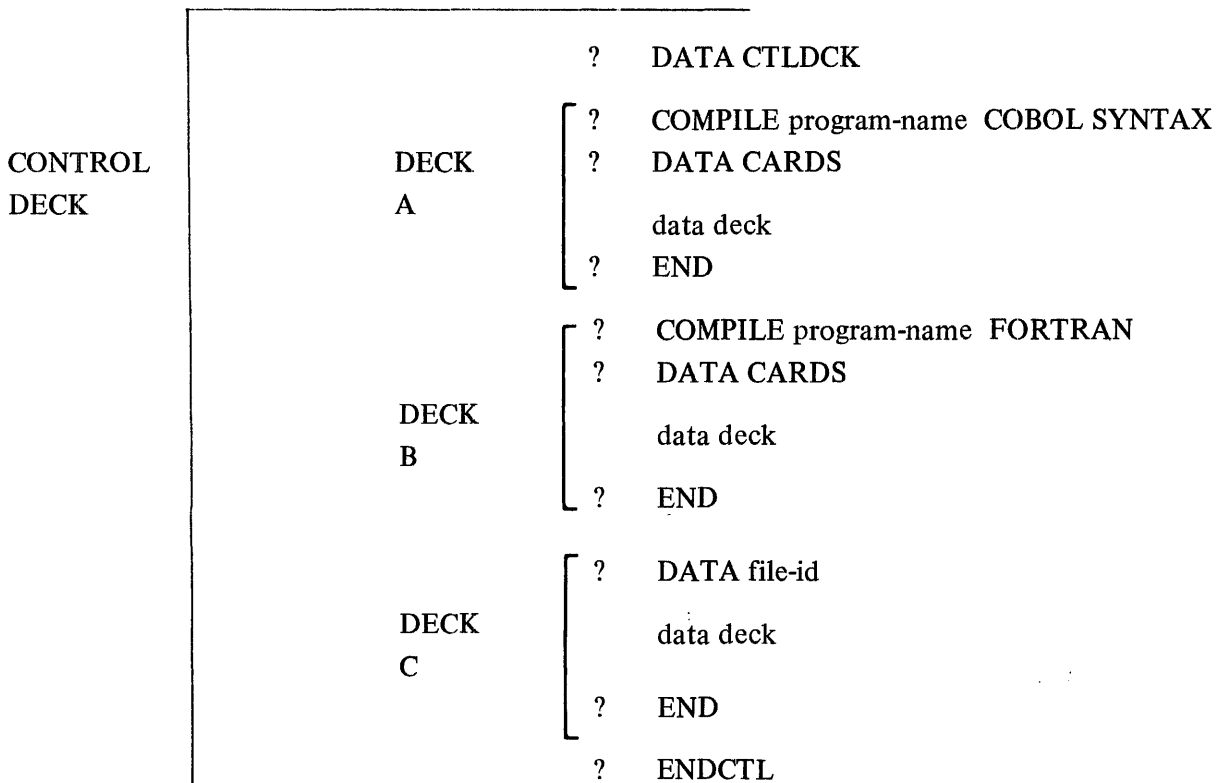 ? DATA CTLDCK
? COMPILE program-name COBOL SYNTAX
CONTROL DECK ? DATA CARDS
DECK A data deck
? END
? COMPILE program-name FORTRAN
? DATA CARDS
DECK data deck
B
? END
? DATA file-id
DECK data deck
C
? END
? ENDCTL